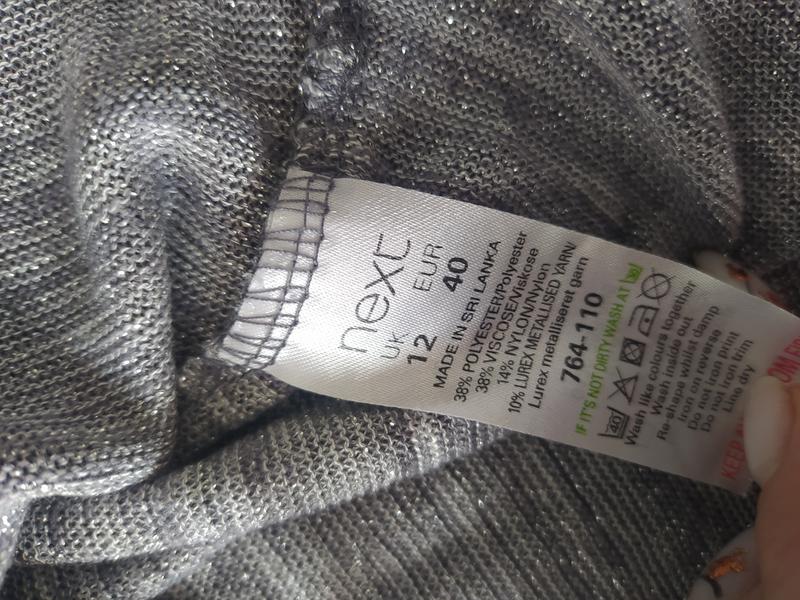 next
UK EUR
12 40
MADE IN SRI LANKA
38% POLYESTER/Polyester
38% VISCOSE/Viskose
14% NYLON/Nylon
10% LUREX METALLISED YARN/
Lurex metalliseret garn
764-110
IF IT'S NOT DIRTY WASH AT 30
40
Wash like colours together
Wash inside out
Re-shape whilst damp
Iron on reverse
Do not iron print
Do not iron trim
Line dry
KEEP